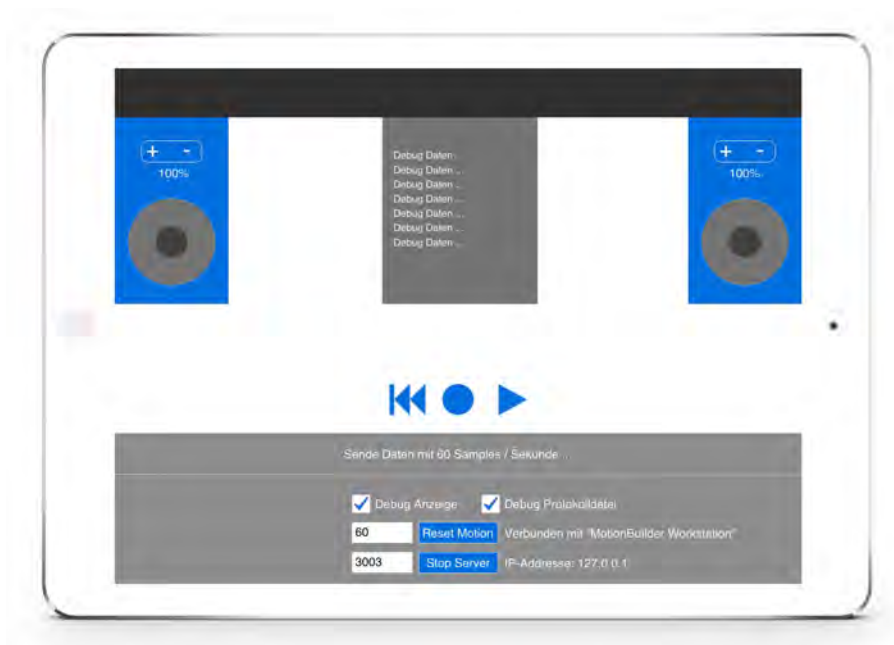 + -
100%
Debug Daten ...
Debug Daten ...
Debug Daten ...
Debug Daten ...
Debug Daten ...
Debug Daten ...
Debug Daten ...
+ -
100%
Sende Daten mit 60 Samples / Sekunde ...
Debug Anzeige Debug Protokolldatei
60 Reset Motion Verbunden mit "MotionBuilder Workstation"
3003 Stop Server IP-Addresse: 127.0.0.1